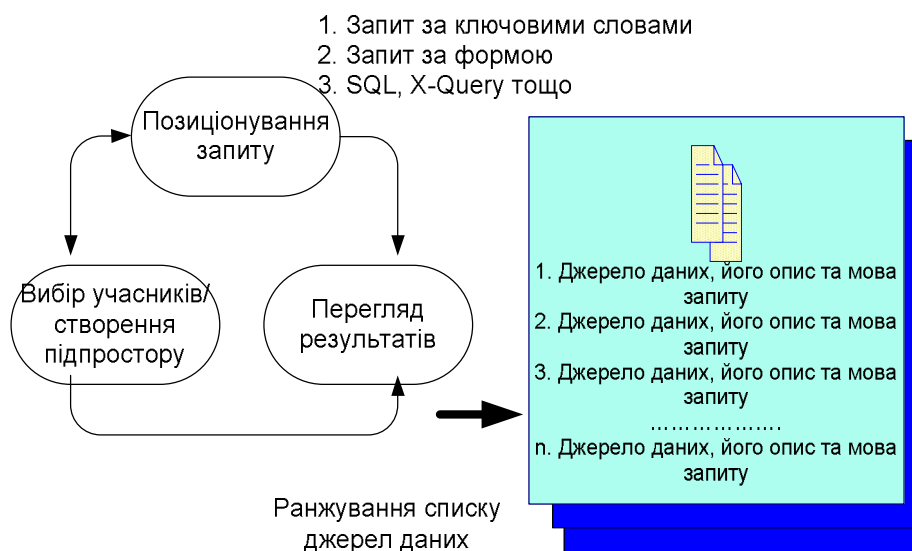 1. Запит за ключовими словами
2. Запит за формою
3. SQL, X-Query тощо
Позиціонування
запиту
Вибір учасників/
створення
підпростору
Перегляд
результатів
1. Джерело даних, його опис та мова
запиту
2. Джерело даних, його опис та мова
запиту
3. Джерело даних, його опис та мова
запиту
……………….
n. Джерело даних, його опис та мова
запиту
Ранжування списку
джерел даних